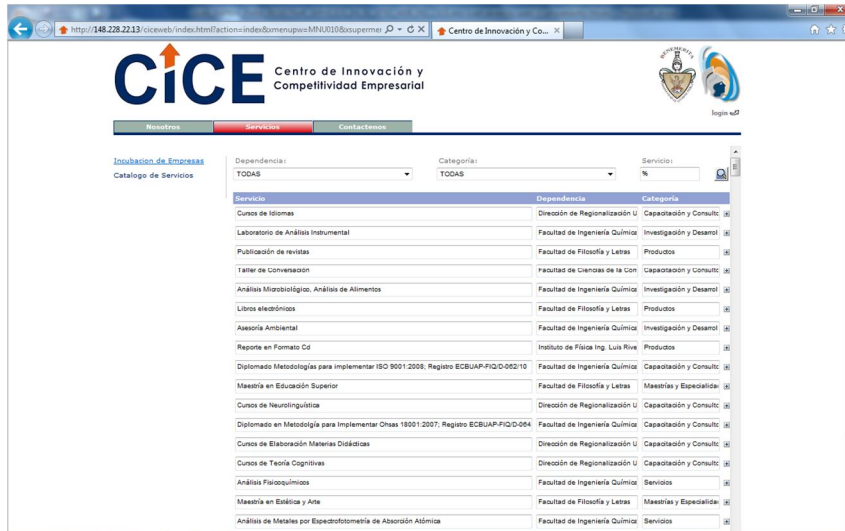 http://148.228.22.13/ciceweb/index.html?action=index&xmenupw=MNU010&xsupermer
Centro de Innovación y Co...
CICE
Centro de Innovación y
Competitividad Empresarial
BENEMERITA
login
Nosotros Servicios Contactenos
Incubacion de Empresas
Catalogo de Servicios
Dependencia: Categoría: Servicio:
TODAS TODAS %
Servicio Dependencia Categoría
Cursos de Idiomas Dirección de Regionalización U Capacitación y Consultc
Laboratorio de Análisis Instrumental Facultad de Ingeniería Química Investigación y Desarrol
Publicación de revistas Facultad de Filosofía y Letras Productos
Taller de Conversación Facultad de Ciencias de la Con Capacitación y Consultc
Análisis Microbiológico, Análisis de Alimentos Facultad de Ingeniería Química Investigación y Desarrol
Libros electrónicos Facultad de Filosofía y Letras Productos
Asesoría Ambiental Facultad de Ingeniería Química Investigación y Desarrol
Reporte en Formato Cd Instituto de Física Ing. Luis Rive Productos
Diplomado Metodologías para implementar ISO 9001:2008; Registro ECBUAP-FIQ/D-062/10 Facultad de Ingeniería Química Capacitación y Consultc
Maestría en Educación Superior Facultad de Filosofía y Letras Maestrías y Especialidac
Cursos de Neurolinguística Dirección de Regionalización U Capacitación y Consultc
Diplomado en Metodolgía para Implementar Ohsas 18001:2007; Registro ECBUAP-FIQ/D-064 Facultad de Ingeniería Química Capacitación y Consultc
Cursos de Elaboración Materias Didácticas Dirección de Regionalización U Capacitación y Consultc
Cursos de Teoría Cognitivas Dirección de Regionalización U Capacitación y Consultc
Análisis Fisicoquímicos Facultad de Ingeniería Química Servicios
Maestría en Estética y Arte Facultad de Filosofía y Letras Maestrías y Especialidac
Análisis de Metales por Espectrofotometría de Absorción Atómica Facultad de Ingeniería Química Servicios